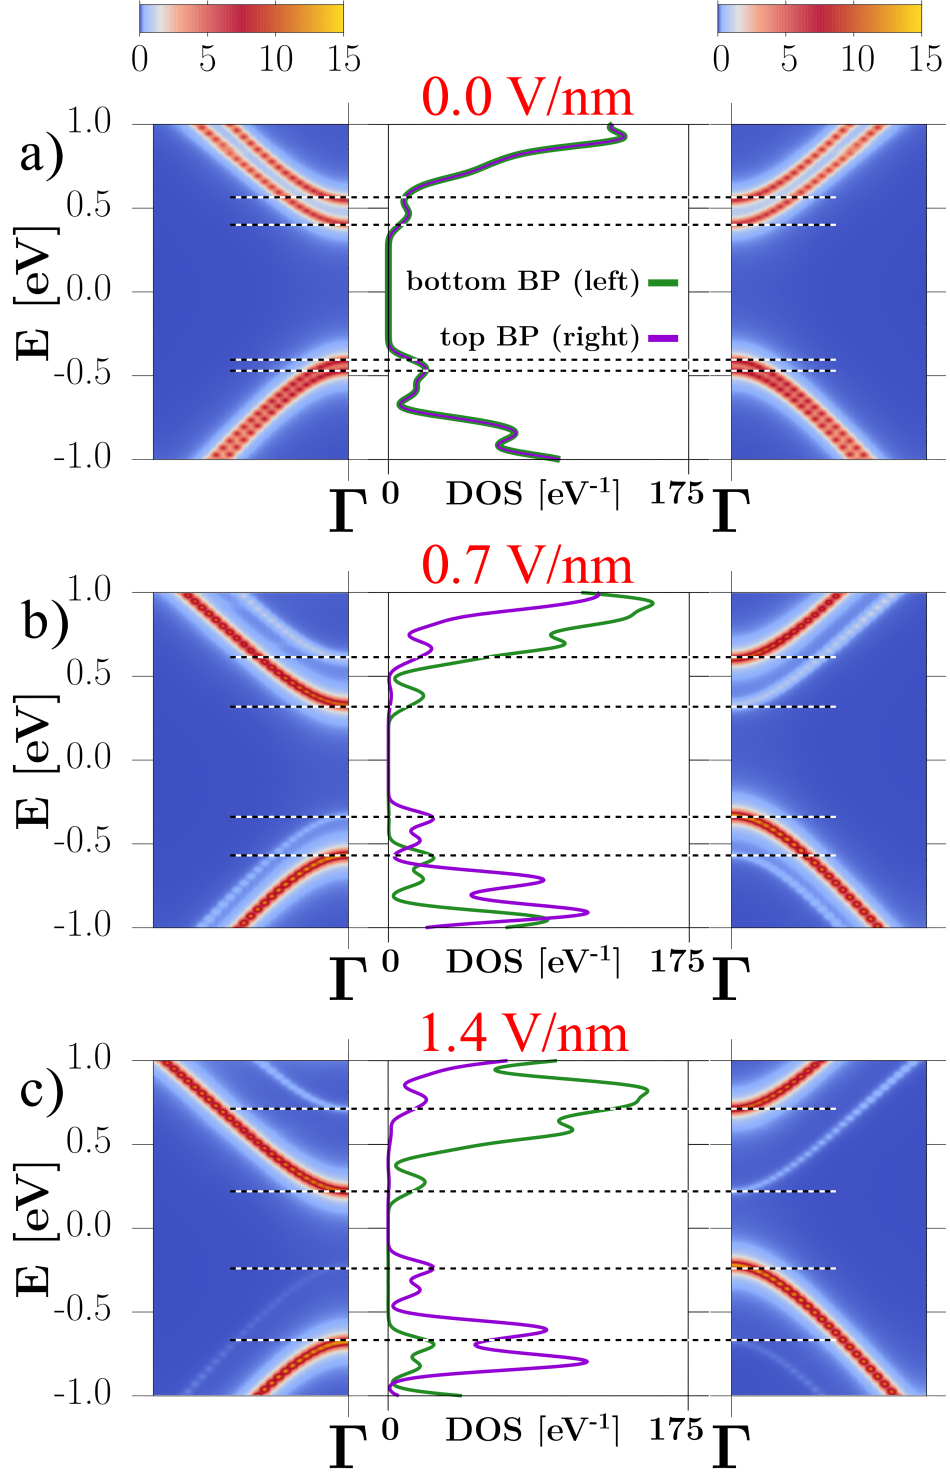 0 5 10 15 0 5 10 15
0.0 V/nm
a)
1.0
0.5
0.0
-0.5
-1.0
E [eV]
bottom BP (left)
top BP (right)
Γ 0 DOS [eV-1] 175 Γ
0.7 V/nm
b)
1.0
0.5
0.0
-0.5
-1.0
E [eV]
Γ 0 DOS [eV-1] 175 Γ
1.4 V/nm
c)
1.0
0.5
0.0
-0.5
-1.0
E [eV]
Γ 0 DOS [eV-1] 175 Γ